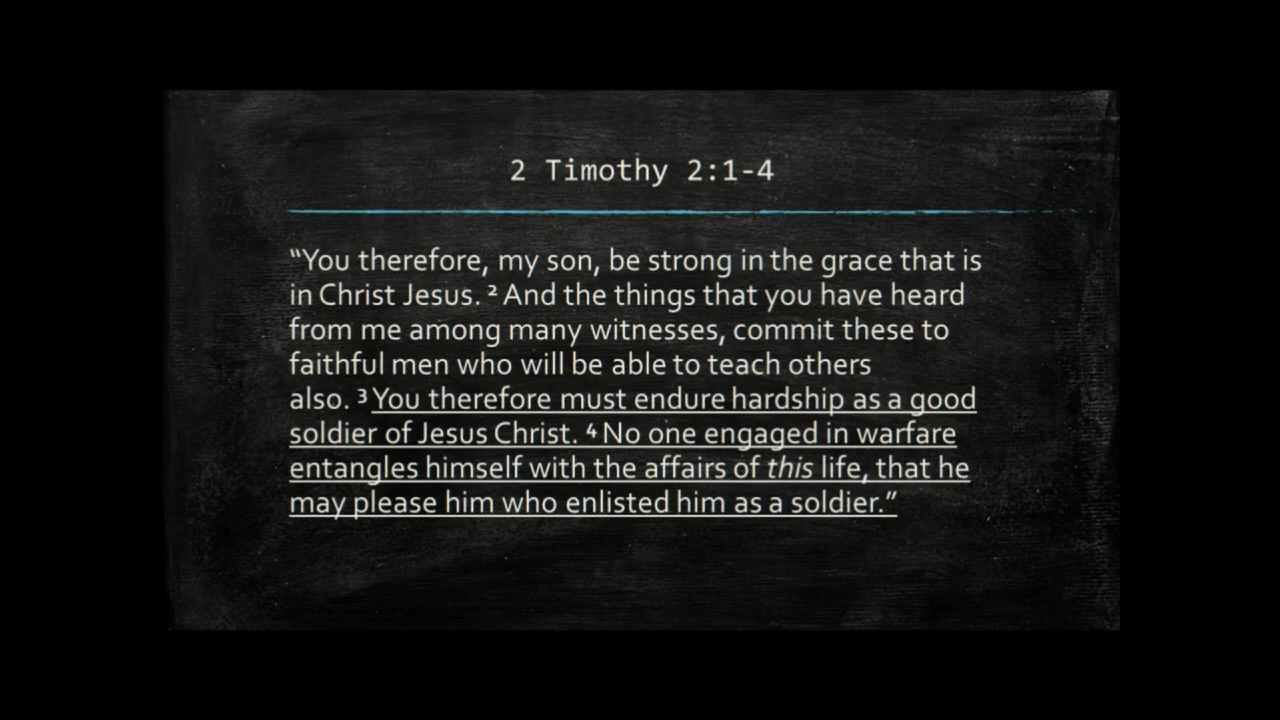 2 Timothy 2:1-4
“You therefore, my son, be strong in the grace that is
in Christ Jesus. ² And the things that you have heard
from me among many witnesses, commit these to
faithful men who will be able to teach others
also. ³ You therefore must endure hardship as a good
soldier of Jesus Christ. ⁴ No one engaged in warfare
entangles himself with the affairs of this life, that he
may please him who enlisted him as a soldier.”